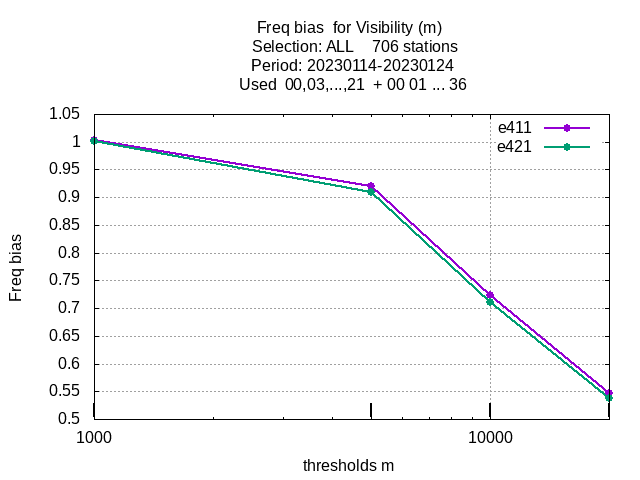 Freq bias  for Visibility (m)
Selection: ALL    706 stations
Period: 20230114-20230124
Used  00,03,...,21  + 00 01 ... 36
e411
e421
1.05
1
0.95
0.9
0.85
0.8
0.75
0.7
0.65
0.6
0.55
0.5
Freq bias
1000
10000
thresholds m